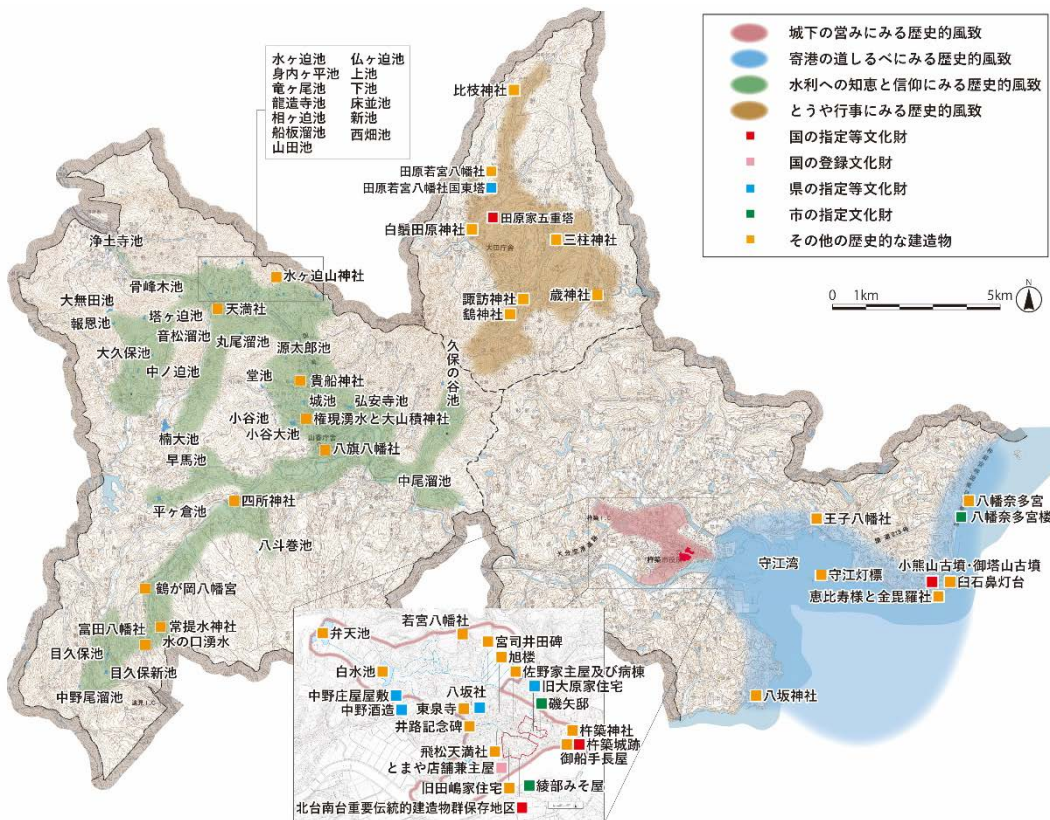 水ヶ迫池 仏ヶ迫池
身内ヶ平池 上池
竜ヶ尾池 下池
龍造寺池 床並池
相ヶ迫池 新池
船板溜池 西畑池
山田池
城下の営みにみる歴史的風致
寄港の道しるべにみる歴史的風致
水利への知恵と信仰にみる歴史的風致
とうや行事にみる歴史的風致
国の指定等文化財
国の登録文化財
県の指定等文化財
市の指定文化財
その他の歴史的な建造物
0 1km 5km
N
比枝神社
田原若宮八幡社
田原若宮八幡社国東塔
田原家五重塔
白鬍田原神社
三柱神社
諏訪神社
歳神社
鶴神社
浄土寺池
骨峰木池
水ヶ迫山神社
大無田池
天満社
報恩池
塔ヶ迫池
音松溜池
丸尾溜池
源太郎池
久保の谷池
大久保池
中ノ迫池
堂池
貴船神社
城池
弘安寺池
小谷池
権現湧水と大山積神社
小谷大池
楠大池
早馬池
八旗八幡社
中尾溜池
四所神社
平ヶ倉池
八斗巻池
鶴が岡八幡宮
富田八幡社
常提水神社
水の口湧水
目久保池
目久保新池
中野尾溜池
八幡奈多宮
八幡奈多宮楼
王子八幡社
守江湾
守江灯標
小熊山古墳・御塔山古墳
臼石鼻灯台
恵比寿様と金毘羅社
八坂神社
若宮八幡社
弁天池
宮司井田碑
旭楼
白水池
佐野家主屋及び病棟
旧大原家住宅
中野庄屋屋敷
八坂社
磯矢邸
中野酒造
東泉寺
井路記念碑
杵築神社
杵築城跡
御船手長屋
飛松天満社
とまや店舗兼主屋
旧田嶋家住宅
綾部みそ屋
北台南台重要伝統的建造物群保存地区